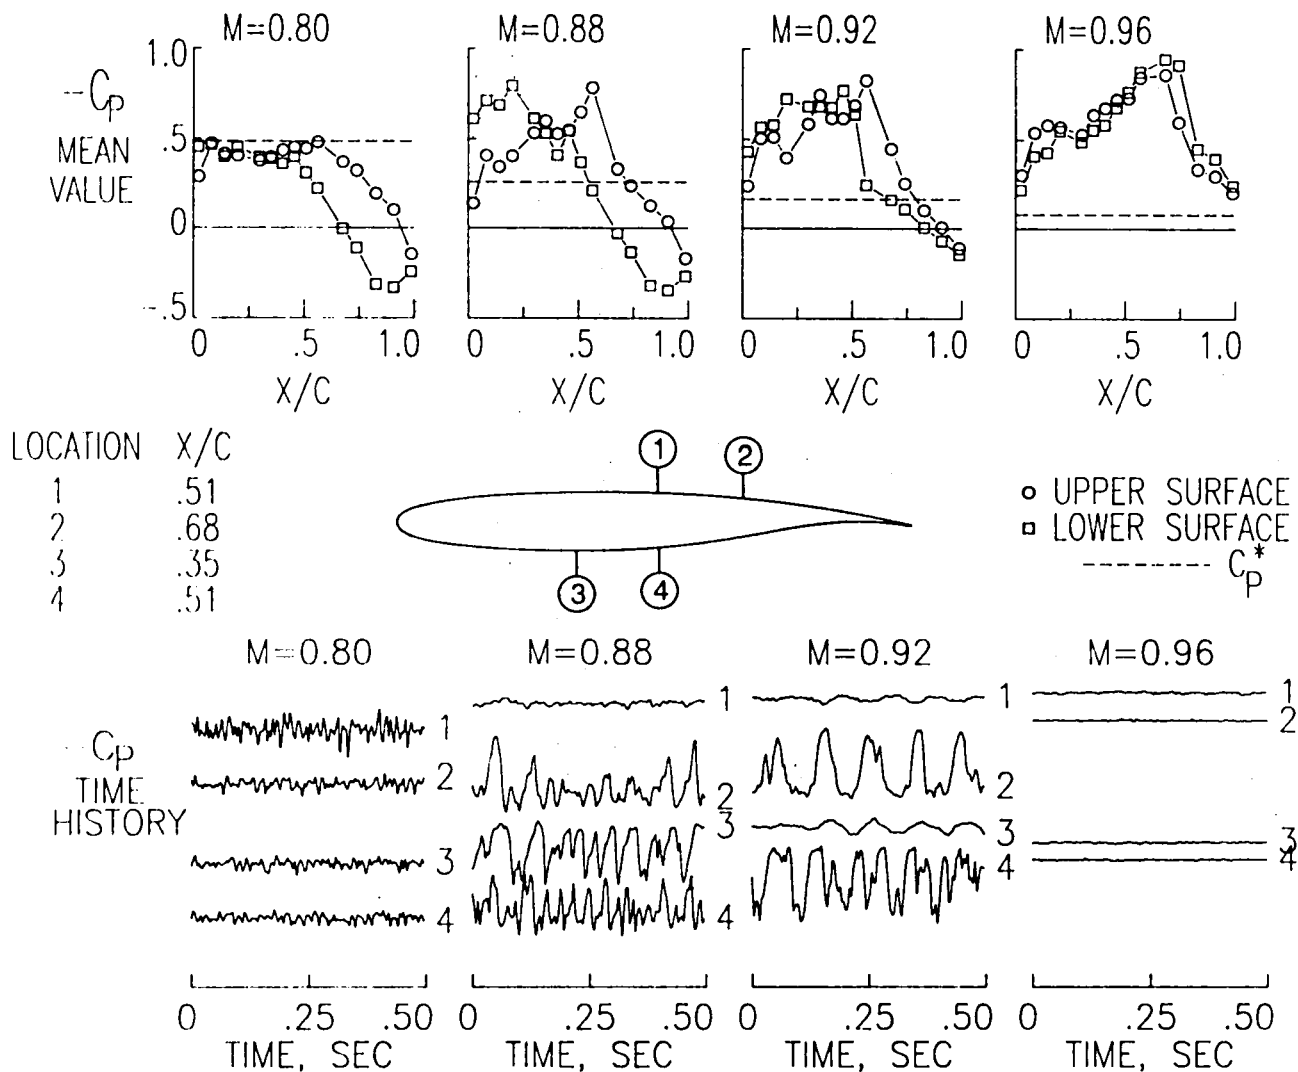 M=0.80
M=0.88
M=0.92
M=0.96
1.0
-Cp
MEAN
VALUE
.5
0
-.5
0 .5 1.0
0 .5 1.0
0 .5 1.0
0 .5 1.0
X/C
X/C
X/C
X/C
LOCATION X/C
1 .51
2 .68
3 .35
4 .51
1
2
3
4
UPPER SURFACE
LOWER SURFACE
Cp*
M=0.80
M=0.88
M=0.92
M=0.96
Cp
TIME
HISTORY
1
2
3
4
1
2
3
4
1
2
3
4
1
2
3
4
0 .25 .50
0 .25 .50
0 .25 .50
0 .25 .50
TIME, SEC
TIME, SEC
TIME, SEC
TIME, SEC